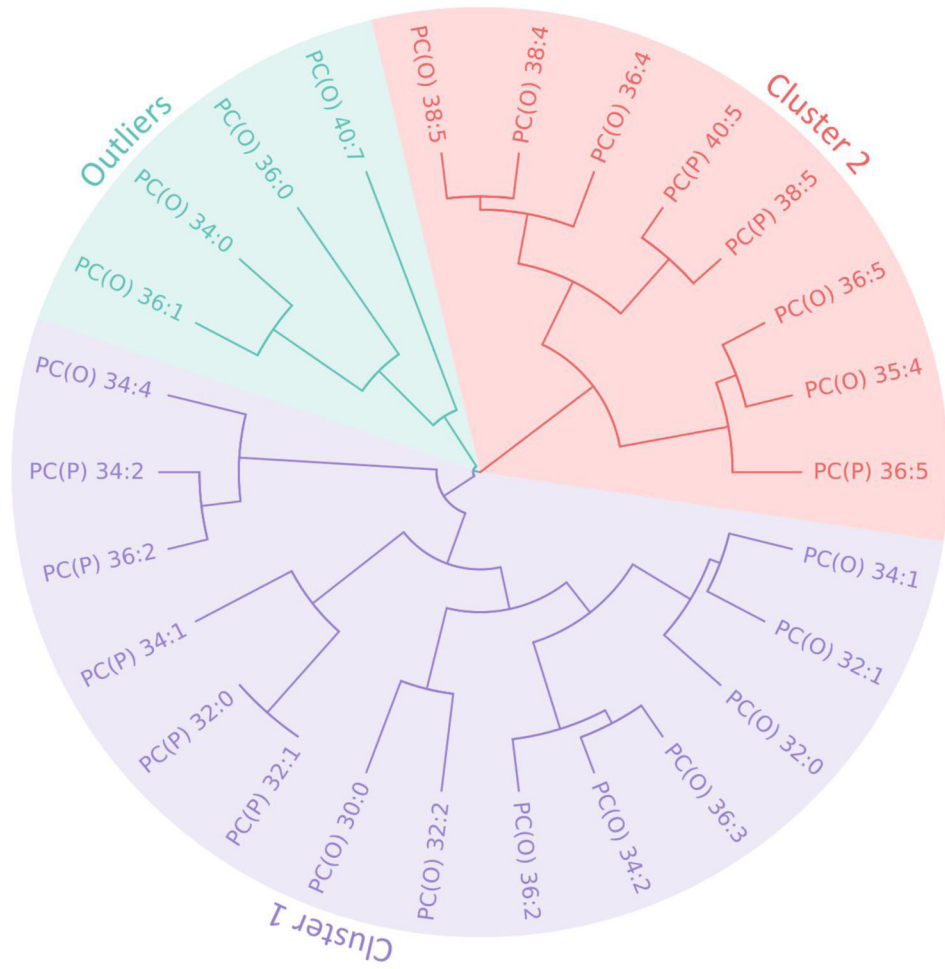 Outliers
PC(O) 36:1
PC(O) 34:0
PC(O) 36:0
PC(O) 40:7
Cluster 2
PC(O) 38:5
PC(O) 38:4
PC(O) 36:4
PC(P) 40:5
PC(P) 38:5
PC(O) 36:5
PC(O) 35:4
PC(P) 36:5
PC(O) 34:1
PC(O) 32:1
PC(O) 32:0
PC(O) 36:3
PC(O) 34:2
PC(O) 36:2
PC(O) 32:2
PC(O) 30:0
PC(P) 32:1
PC(P) 32:0
PC(P) 34:1
PC(P) 36:2
PC(P) 34:2
PC(O) 34:4
Cluster 1